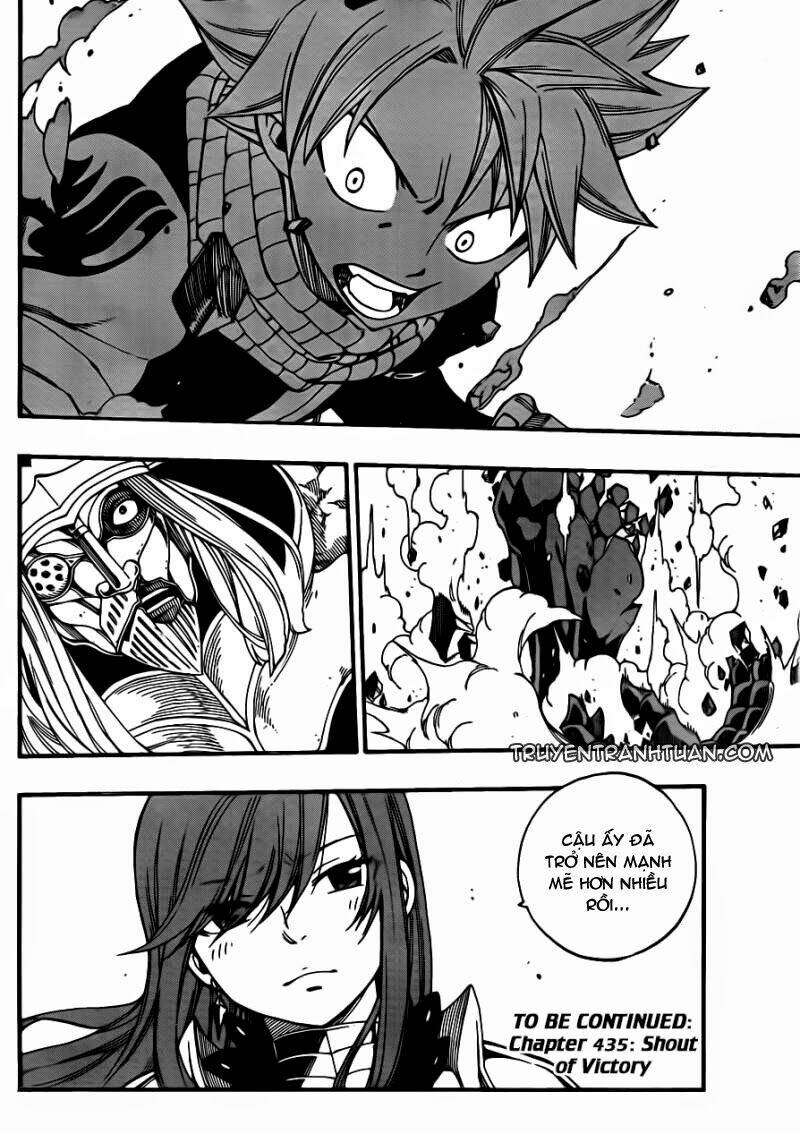 TRUYENTRANHTUAN.COM
CẬU ẤY ĐÃ
TRỞ NÊN MẠNH
MẼ HƠN NHIỀU
RỒI...
TO BE CONTINUED:
Chapter 435: Shout
of Victory